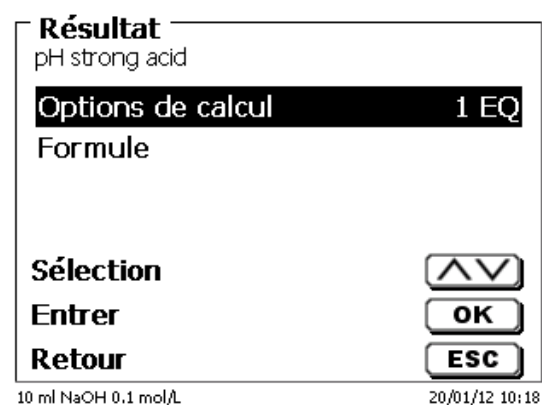 Résultat
pH strong acid
Options de calcul 1 EQ
Formule
Sélection
Entrer OK
Retour ESC
10 ml NaOH 0.1 mol/L 20/01/12 10:18